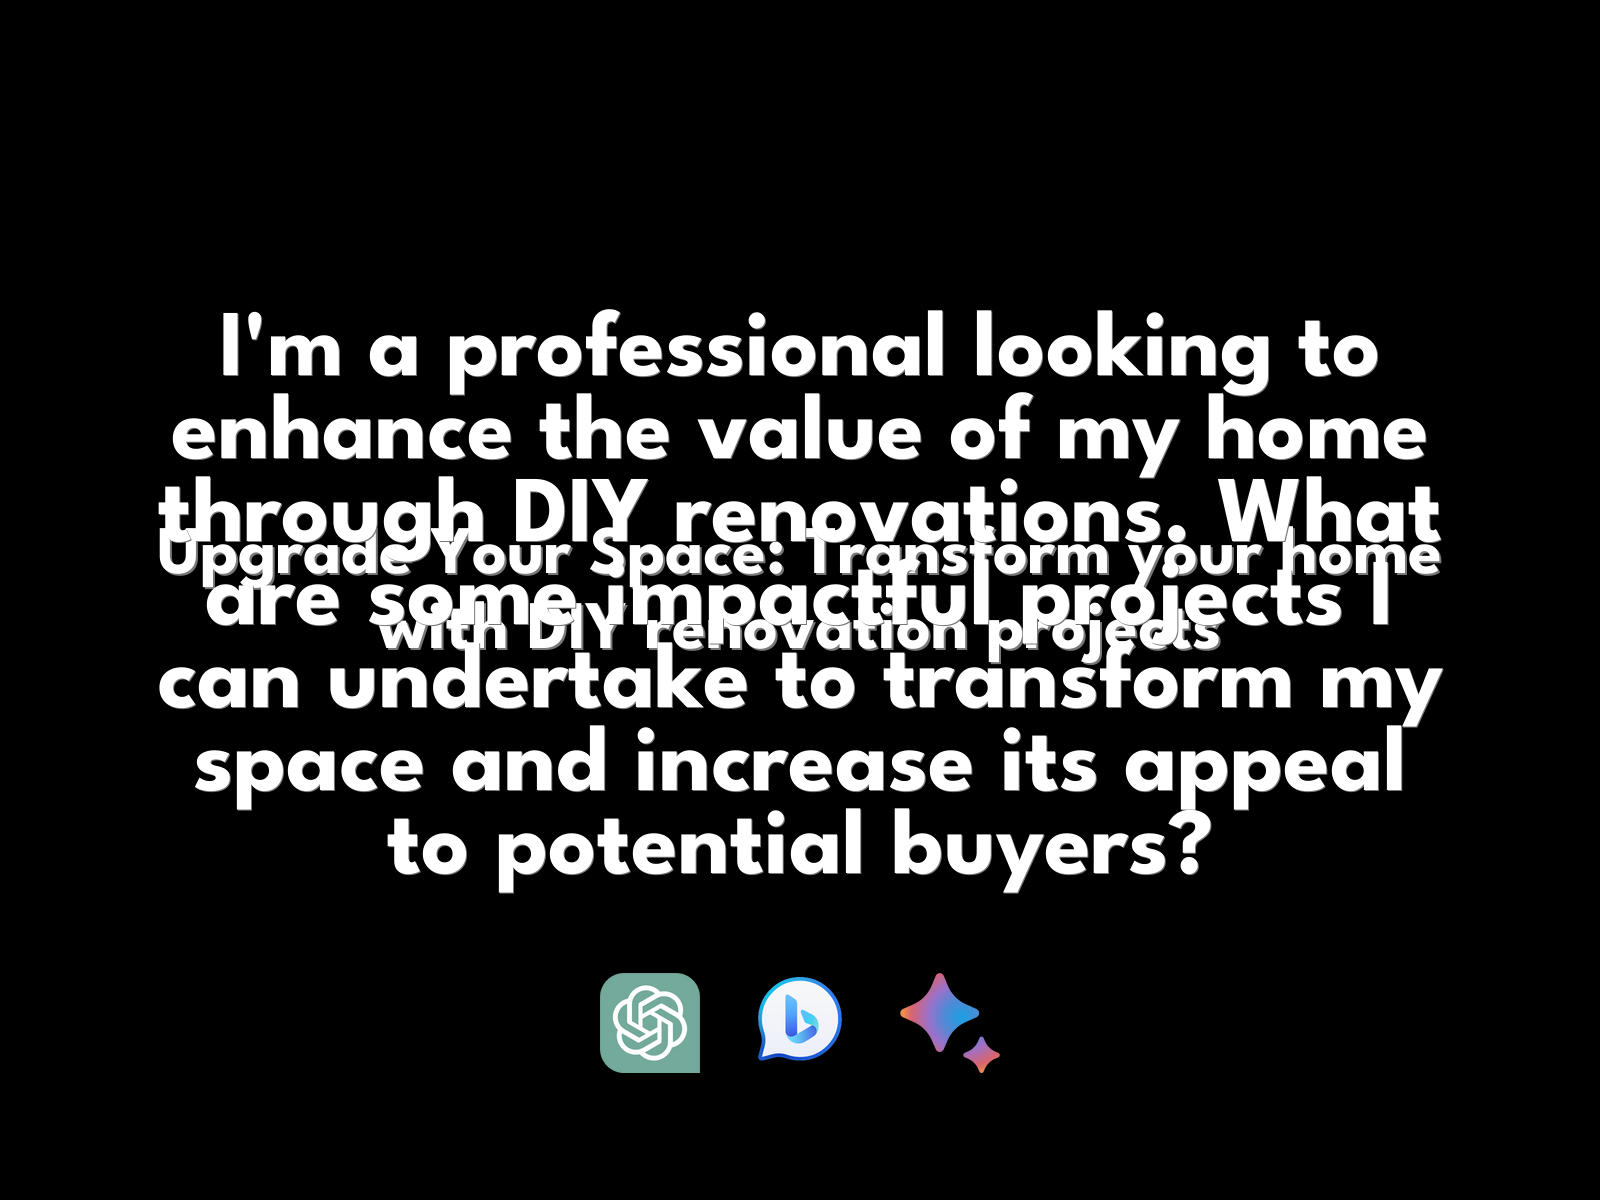 I'm a professional looking to
enhance the value of my home
through DIY renovations. What
Upgrade Your Space: Transform your home
are some impactful projects I
with DIY renovation projects
can undertake to transform my
space and increase its appeal
to potential buyers?